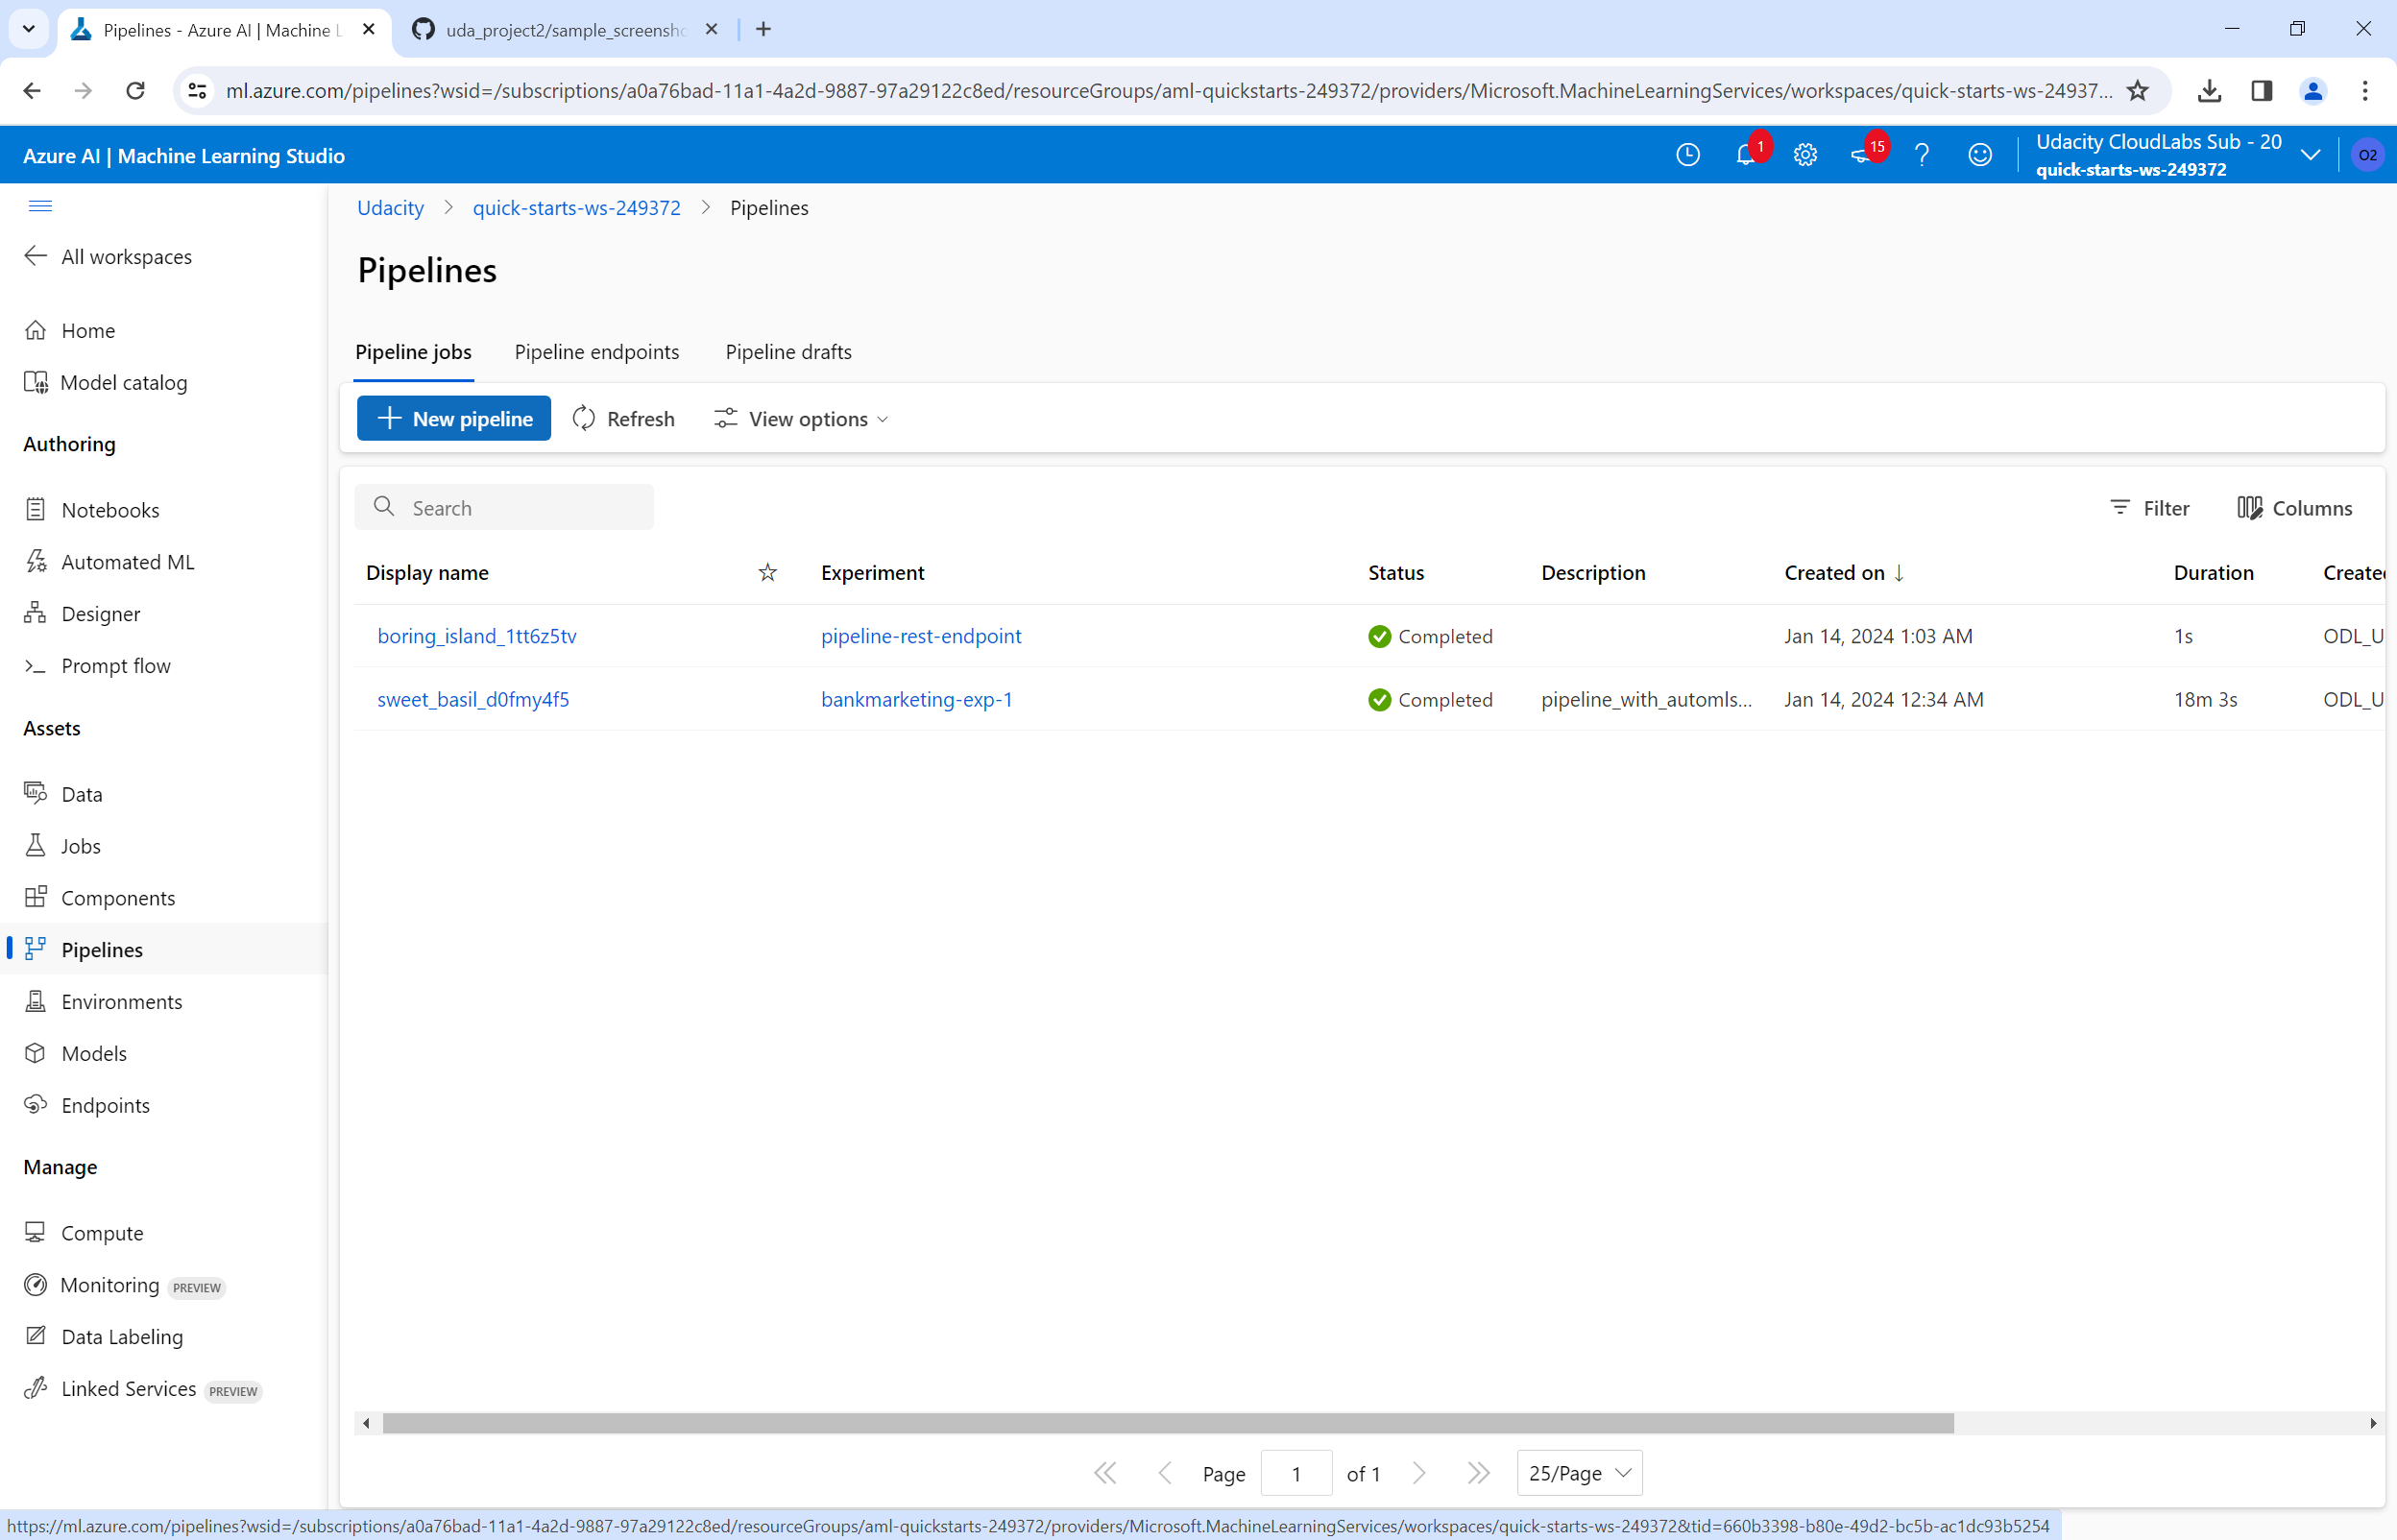 Pipelines - Azure AI | Machine L
uda_project2/sample_screensho
ml.azure.com/pipelines?wsid=/subscriptions/a0a76bad-11a1-4a2d-9887-97a29122c8ed/resourceGroups/aml-quickstarts-249372/providers/Microsoft.MachineLearningServices/workspaces/quick-starts-ws-24937...
Azure AI | Machine Learning Studio
1
15
Udacity CloudLabs Sub - 20
quick-starts-ws-249372
O2
Udacity > quick-starts-ws-249372 > Pipelines
All workspaces
Home
Model catalog
Authoring
Notebooks
Automated ML
Designer
Prompt flow
Assets
Data
Jobs
Components
Pipelines
Environments
Models
Endpoints
Manage
Compute
Monitoring PREVIEW
Data Labeling
Linked Services PREVIEW
Pipelines
Pipeline jobs Pipeline endpoints Pipeline drafts
New pipeline Refresh View options
Search Filter Columns
Display name Experiment Status Description Created on ↓ Duration Create
boring_island_1tt6z5tv pipeline-rest-endpoint Completed Jan 14, 2024 1:03 AM 1s ODL_U
sweet_basil_d0fmy4f5 bankmarketing-exp-1 Completed pipeline_with_automls... Jan 14, 2024 12:34 AM 18m 3s ODL_U
Page 1 of 1 25/Page
https://ml.azure.com/pipelines?wsid=/subscriptions/a0a76bad-11a1-4a2d-9887-97a29122c8ed/resourceGroups/aml-quickstarts-249372/providers/Microsoft.MachineLearningServices/workspaces/quick-starts-ws-249372&tid=660b3398-b80e-49d2-bc5b-ac1dc93b5254